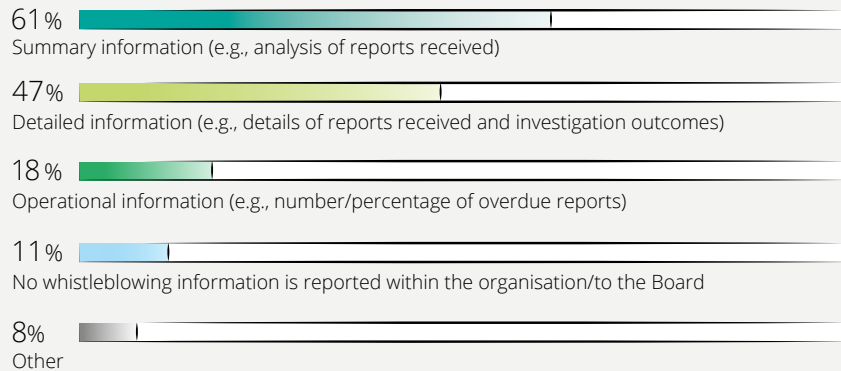 61%
Summary information (e.g., analysis of reports received)
47%
Detailed information (e.g., details of reports received and investigation outcomes)
18%
Operational information (e.g., number/percentage of overdue reports)
11%
No whistleblowing information is reported within the organisation/to the Board
8%
Other